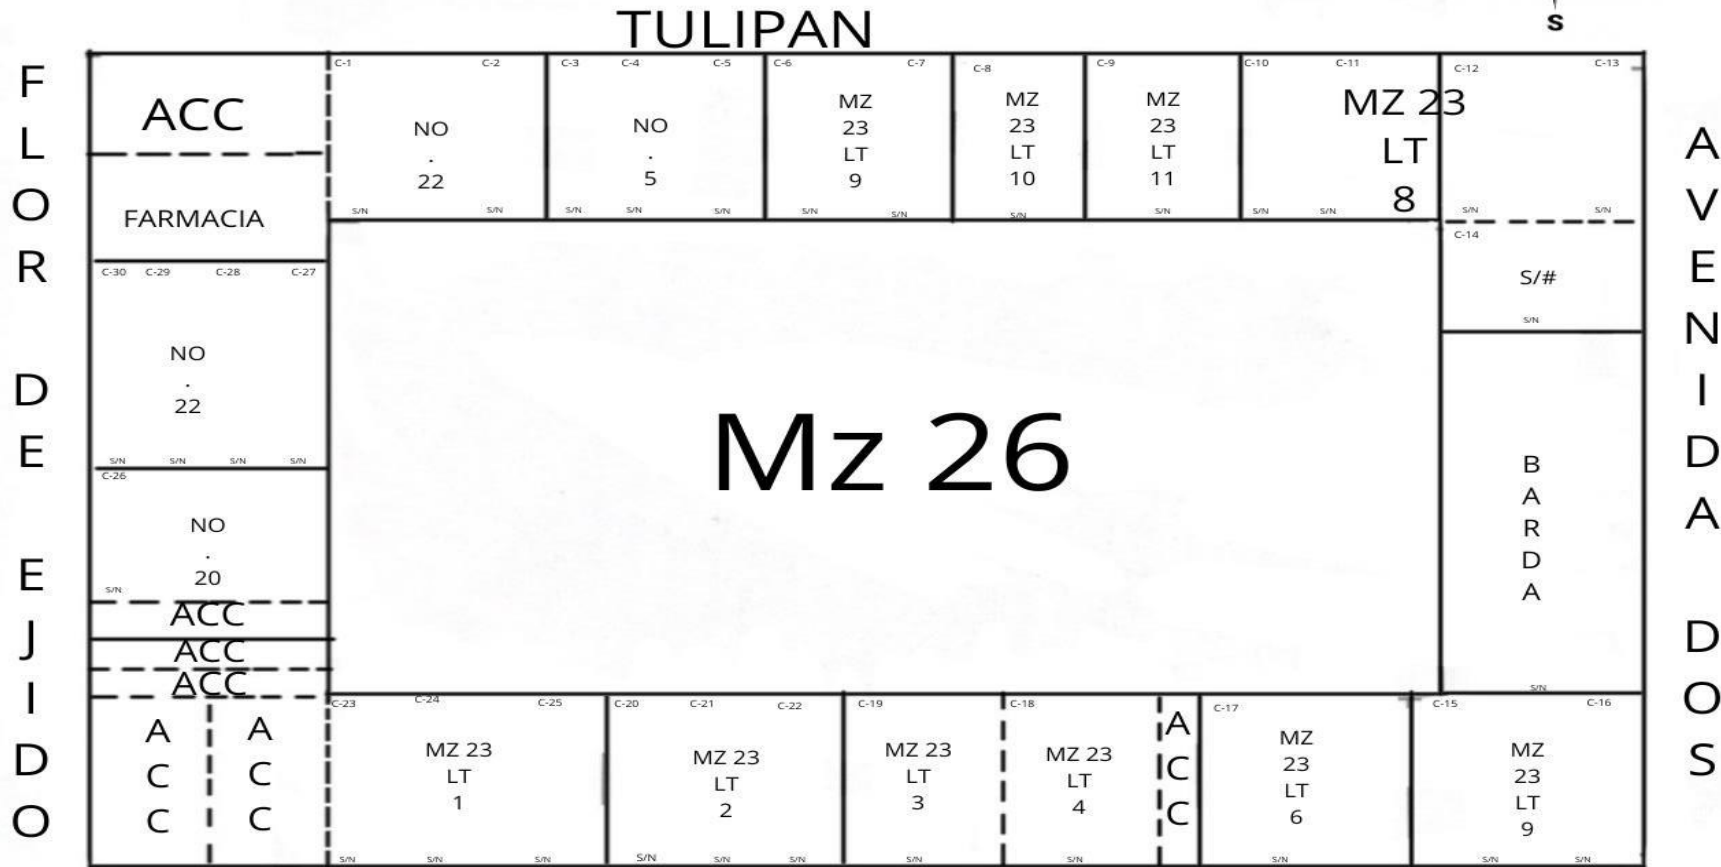 TULIPAN
S
FLOR DE EJIDO
AVENIDA DOS
ACC
C-1 C-2
NO
.
22
S/N S/N
C-3 C-4 C-5
NO
.
5
S/N S/N S/N
C-6 C-7
MZ
23
LT
9
S/N S/N
C-8
MZ
23
LT
10
S/N
C-9
MZ
23
LT
11
S/N
C-10 C-11
MZ 23
LT
8
S/N S/N
C-12 C-13
S/N S/N
FARMACIA
C-14
S/#
S/N
C-30 C-29 C-28 C-27
NO
.
22
S/N S/N S/N S/N
Mz 26
BARDA
S/N
C-26
NO
.
20
S/N
ACC
ACC
ACC
ACC
ACC
C-23 C-24 C-25
MZ 23
LT
1
S/N S/N S/N
C-20 C-21 C-22
MZ 23
LT
2
S/N S/N S/N
C-19
MZ 23
LT
3
S/N
C-18
MZ 23
LT
4
S/N
ACC
C-17
MZ
23
LT
6
S/N
C-15 C-16
MZ
23
LT
9
S/N S/N